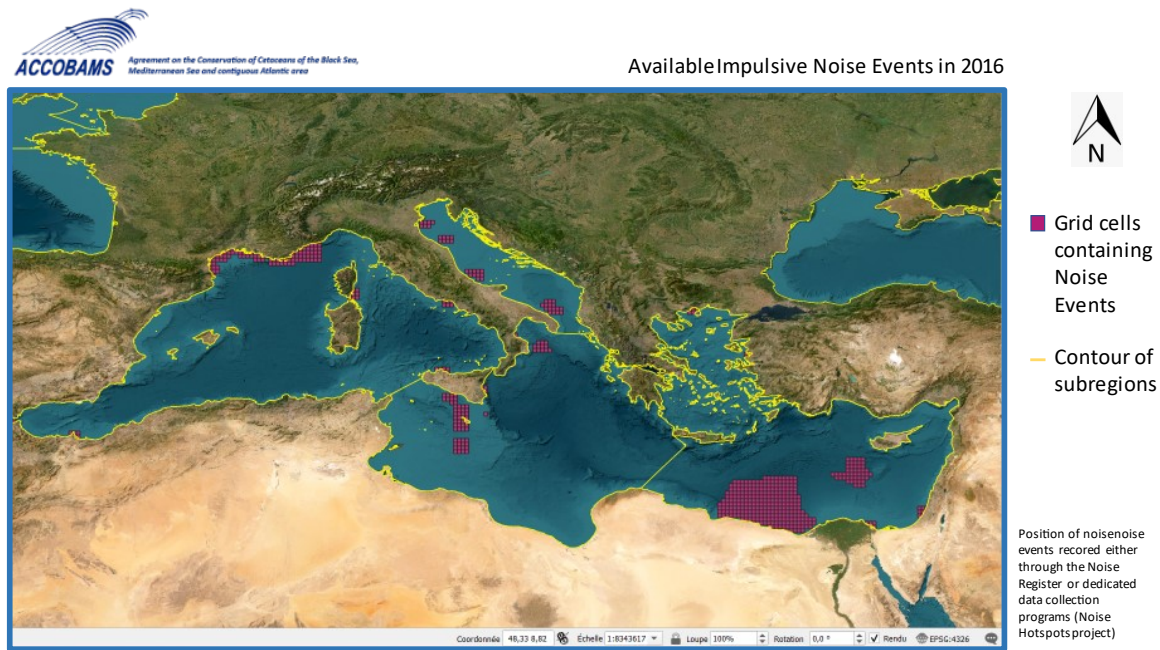 ACCOBAMS
Agreement on the Conservation of Cetaceans of the Black Sea,
Mediterranean Sea and contiguous Atlantic area
Available Impulsive Noise Events in 2016
N
Grid cells
containing
Noise
Events
Contour of
subregions
Position of noisenoise
events recored either
through the Noise
Register or dedicated
data collection
programs (Noise
Hotspots project)
Coordonnée 48,33 8,82 Échelle 1:8343617 Loupe 100% Rotation 0,0 ° Rendu EPSG:4326